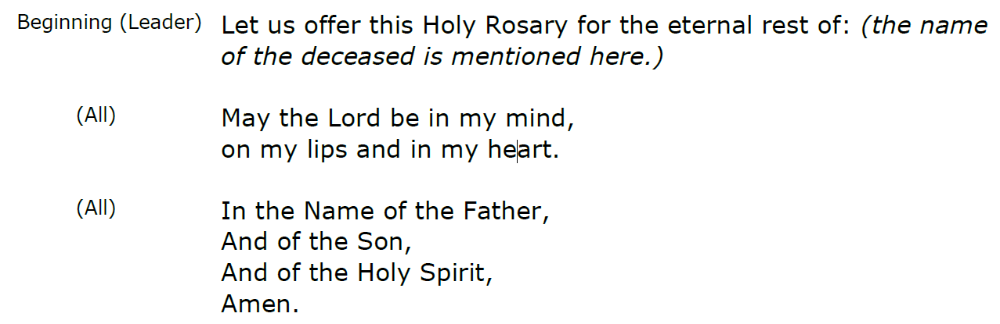 Beginning (Leader) Let us offer this Holy Rosary for the eternal rest of: (the name
of the deceased is mentioned here.)
(All) May the Lord be in my mind,
on my lips and in my heart.
(All) In the Name of the Father,
And of the Son,
And of the Holy Spirit,
Amen.